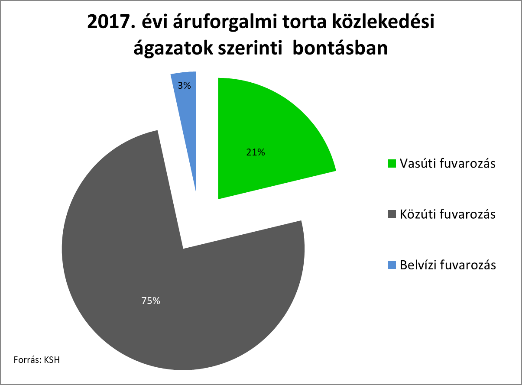 2017. évi áruforgalmi torta közlekedési
ágazatok szerinti  bontásban
3%
21%
75%
Vasúti fuvarozás
Közúti fuvarozás
Belvízi fuvarozás
Forrás: KSH